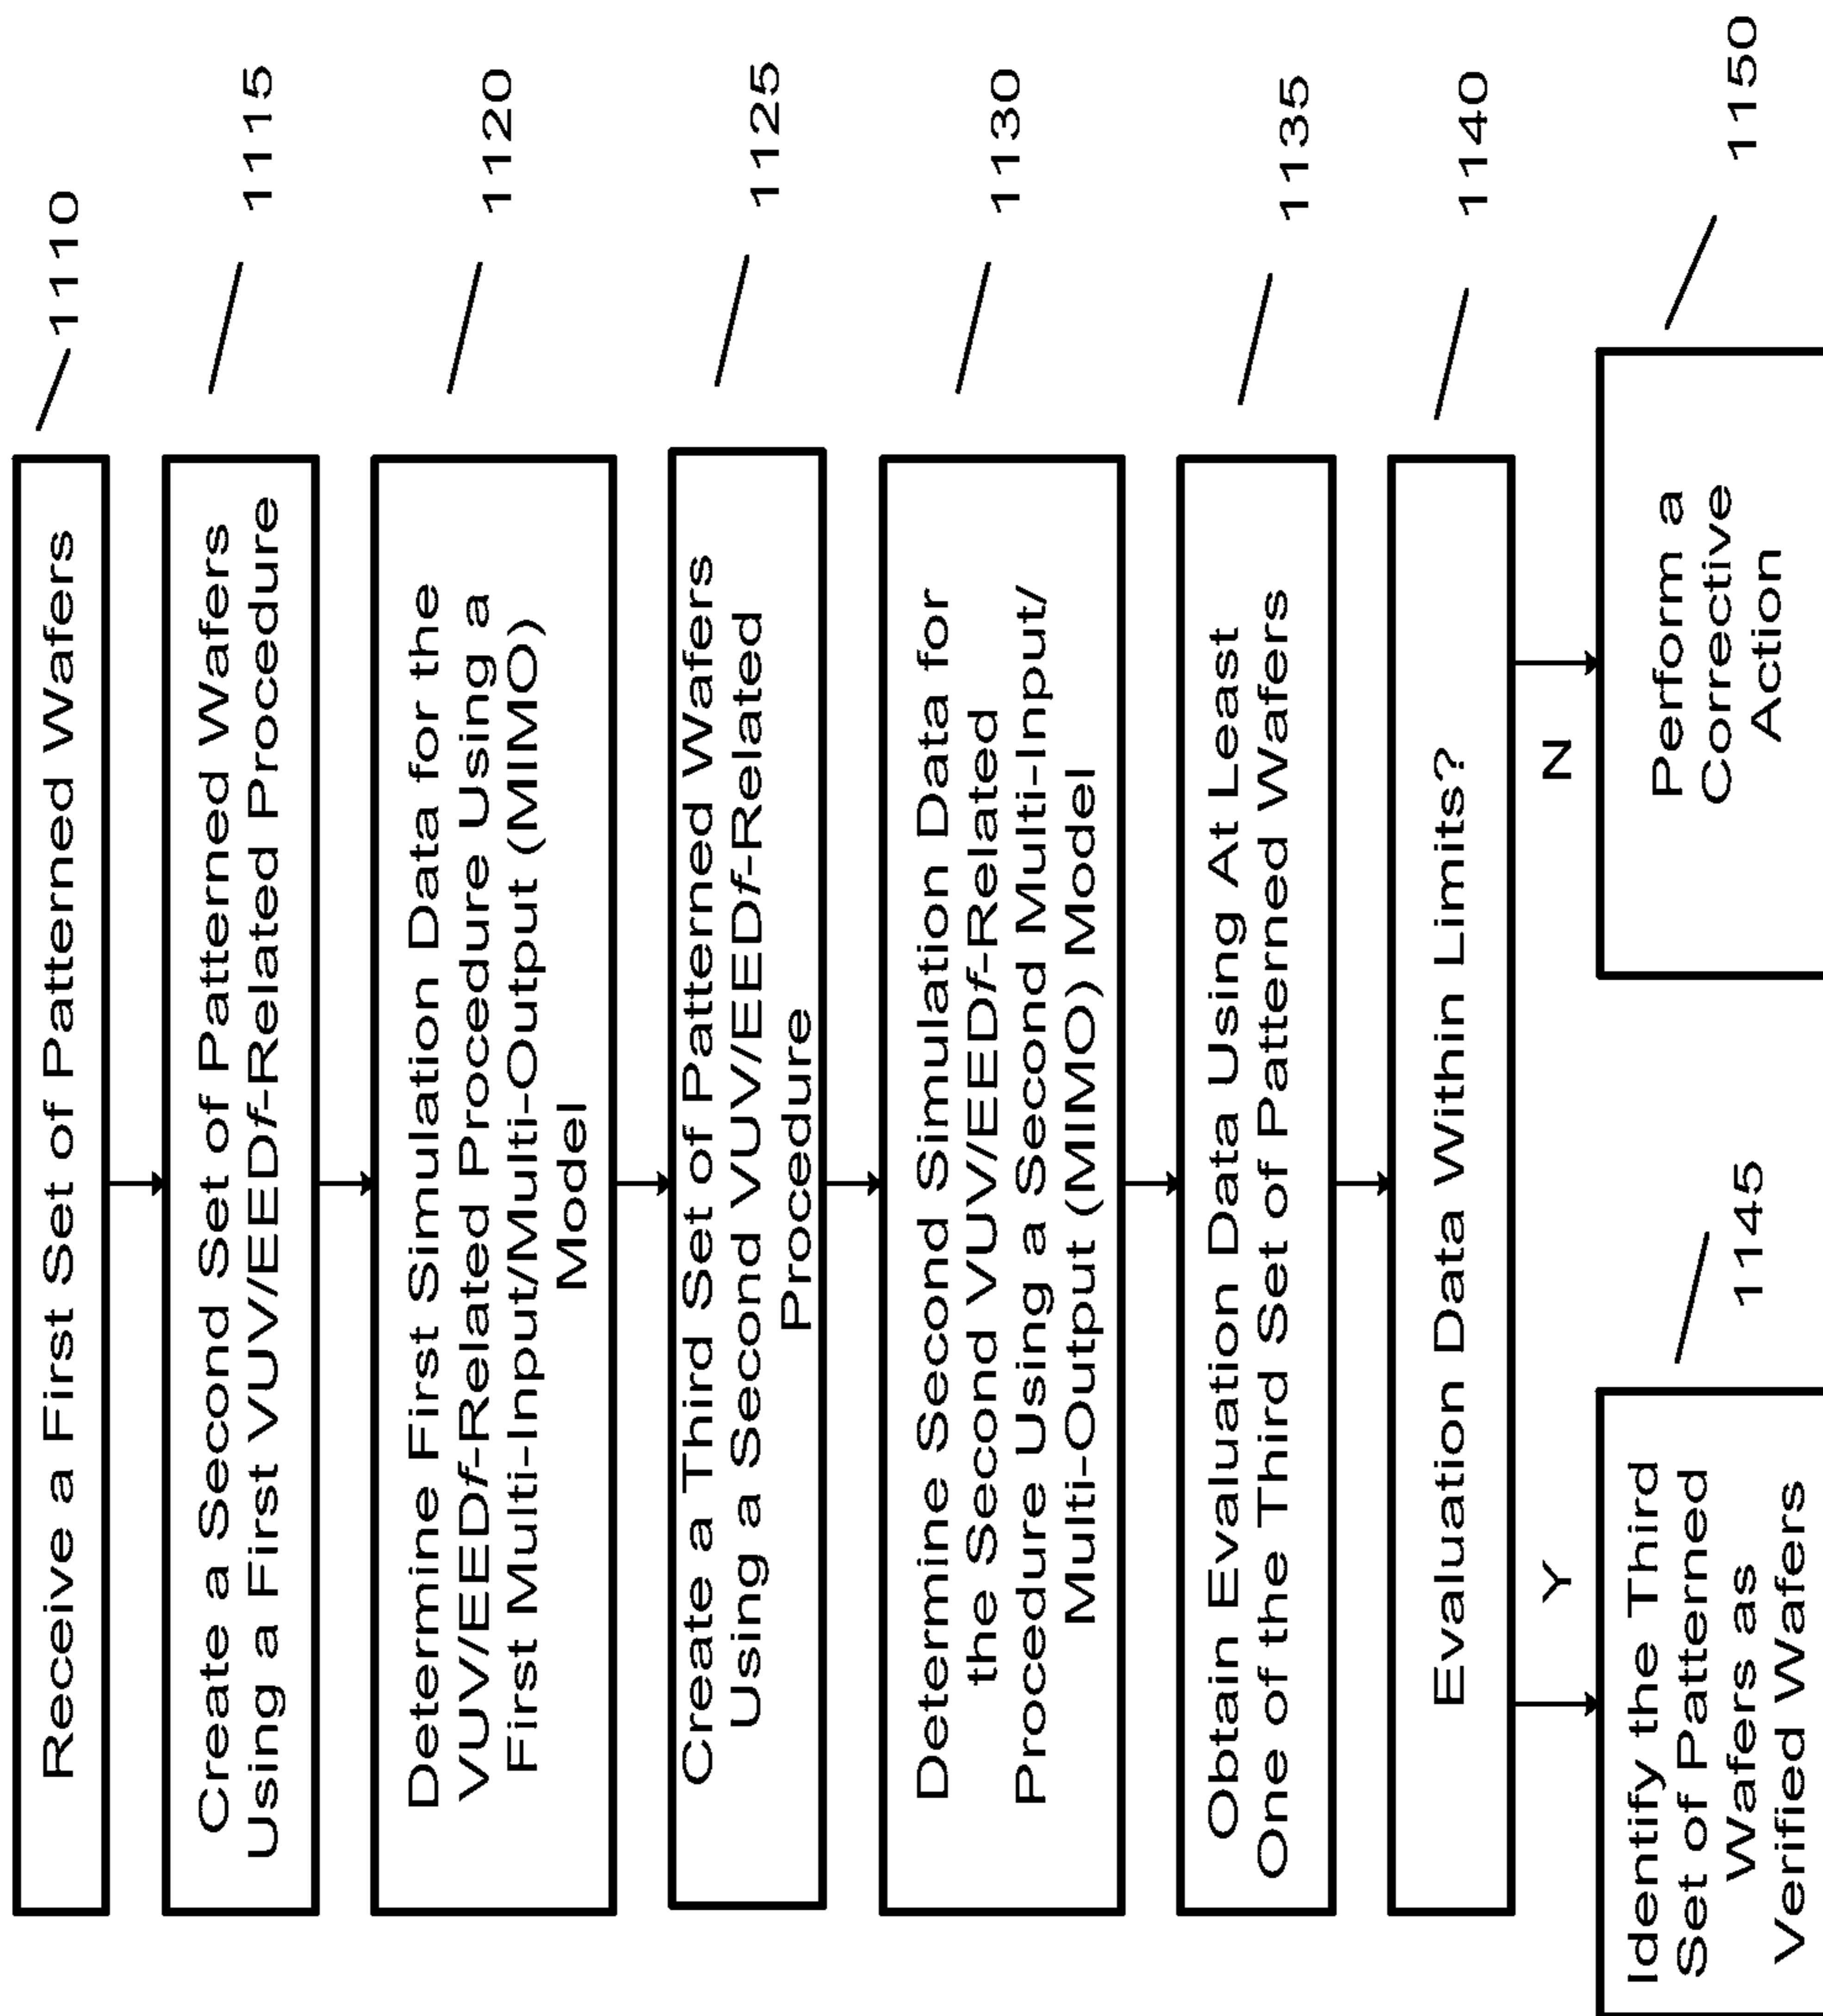 Receive a First Set of Patterned Wafers
1110
Create a Second Set of Patterned Wafers
Using a First VUV/EEDf-Related Procedure
1115
Determine First Simulation Data for the
VUV/EEDf-Related Procedure Using a
First Multi-Input/Multi-Output (MIMO)
Model
1120
Create a Third Set of Patterned Wafers
Using a Second VUV/EEDf-Related
Procedure
1125
Determine Second Simulation Data for
the Second VUV/EEDf-Related
Procedure Using a Second Multi-Input/
Multi-Output (MIMO) Model
1130
Obtain Evaluation Data Using At Least
One of the Third Set of Patterned Wafers
1135
Evaluation Data Within Limits?
1140
Y
N
Identify the Third
Set of Patterned
Wafers as
Verified Wafers
1145
Perform a
Corrective
Action
1150